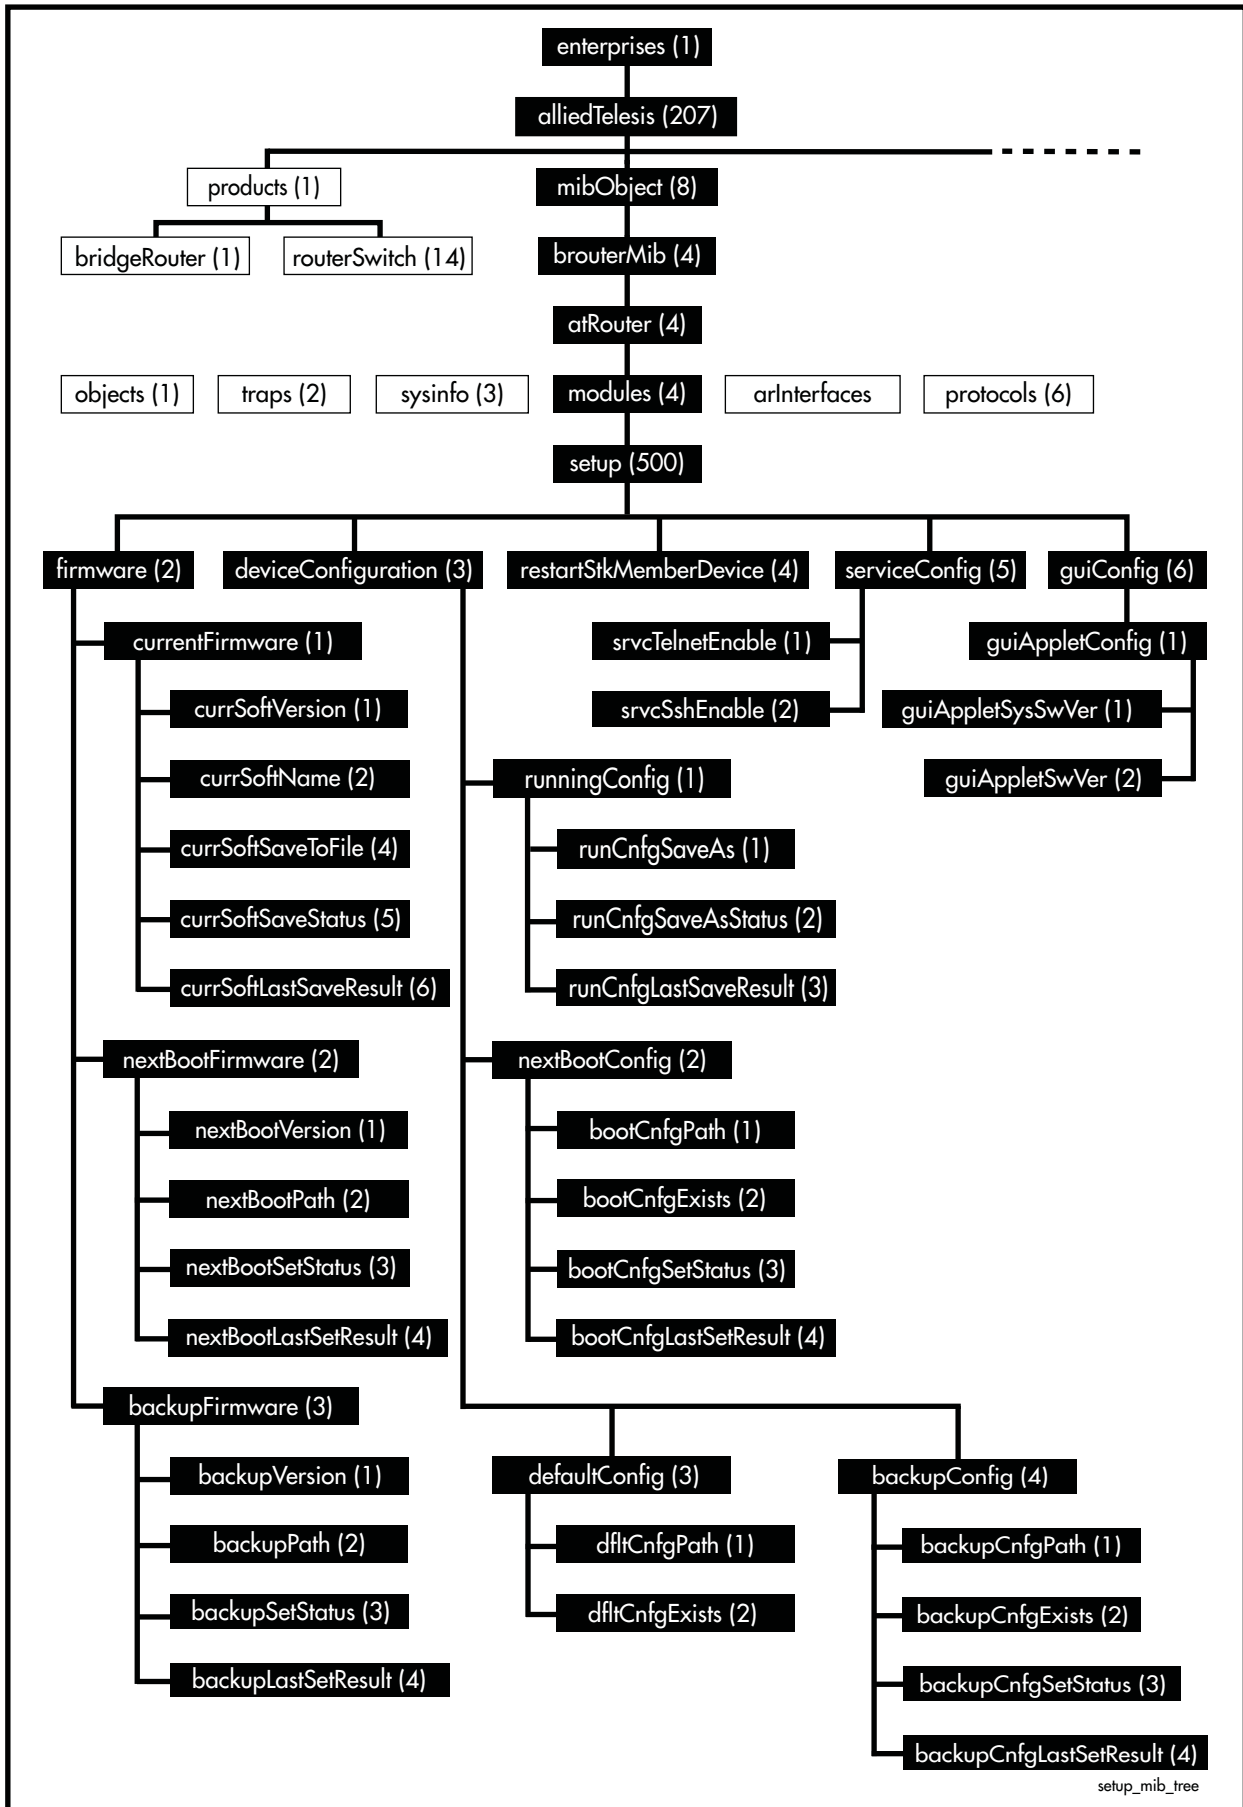 enterprises (1)
alliedTelesis (207)
products (1)
mibObject (8)
bridgeRouter (1)
routerSwitch (14)
brouterMib (4)
atRouter (4)
objects (1)
traps (2)
sysinfo (3)
modules (4)
arInterfaces
protocols (6)
setup (500)
firmware (2)
deviceConfiguration (3)
restartStkMemberDevice (4)
serviceConfig (5)
guiConfig (6)
currentFirmware (1)
srvcTelnetEnable (1)
guiAppletConfig (1)
currSoftVersion (1)
srvcSshEnable (2)
guiAppletSysSwVer (1)
currSoftName (2)
runningConfig (1)
guiAppletSwVer (2)
currSoftSaveToFile (4)
runCnfgSaveAs (1)
currSoftSaveStatus (5)
runCnfgSaveAsStatus (2)
currSoftLastSaveResult (6)
runCnfgLastSaveResult (3)
nextBootFirmware (2)
nextBootConfig (2)
nextBootVersion (1)
bootCnfgPath (1)
nextBootPath (2)
bootCnfgExists (2)
nextBootSetStatus (3)
bootCnfgSetStatus (3)
nextBootLastSetResult (4)
bootCnfgLastSetResult (4)
backupFirmware (3)
backupVersion (1)
defaultConfig (3)
backupConfig (4)
backupPath (2)
dfltCnfgPath (1)
backupCnfgPath (1)
backupSetStatus (3)
dfltCnfgExists (2)
backupCnfgExists (2)
backupLastSetResult (4)
backupCnfgSetStatus (3)
backupCnfgLastSetResult (4)
setup_mib_tree